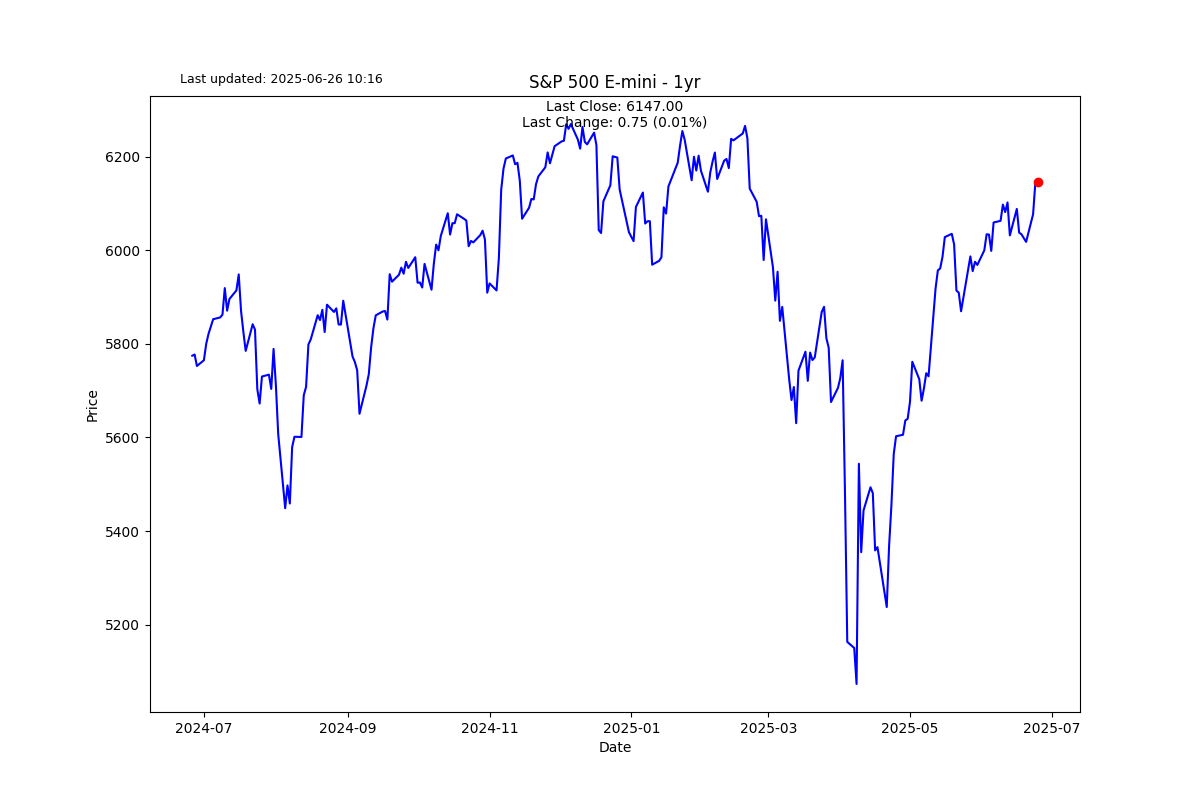 Last updated: 2025-06-26 10:16
S&P 500 E-mini - 1yr
Last Close: 6147.00
Last Change: 0.75 (0.01%)
6200
6000
5800
5600
5400
5200
Price
2024-07 2024-09 2024-11 2025-01 2025-03 2025-05 2025-07
Date